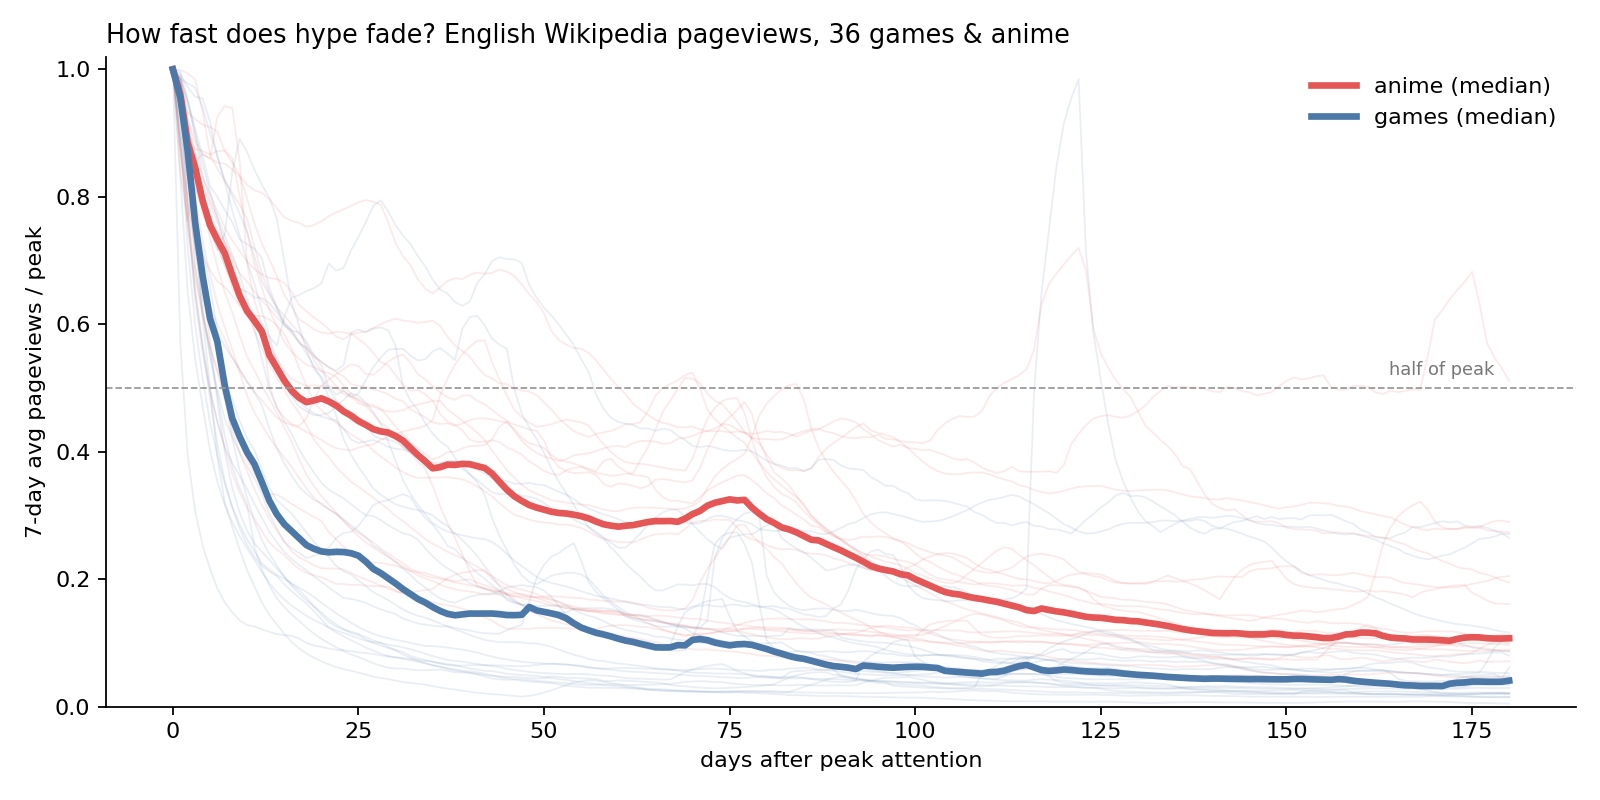 How fast does hype fade? English Wikipedia pageviews, 36 games & anime
anime (median)
games (median)
half of peak
7-day avg pageviews / peak
1.0
0.8
0.6
0.4
0.2
0.0
0 25 50 75 100 125 150 175
days after peak attention